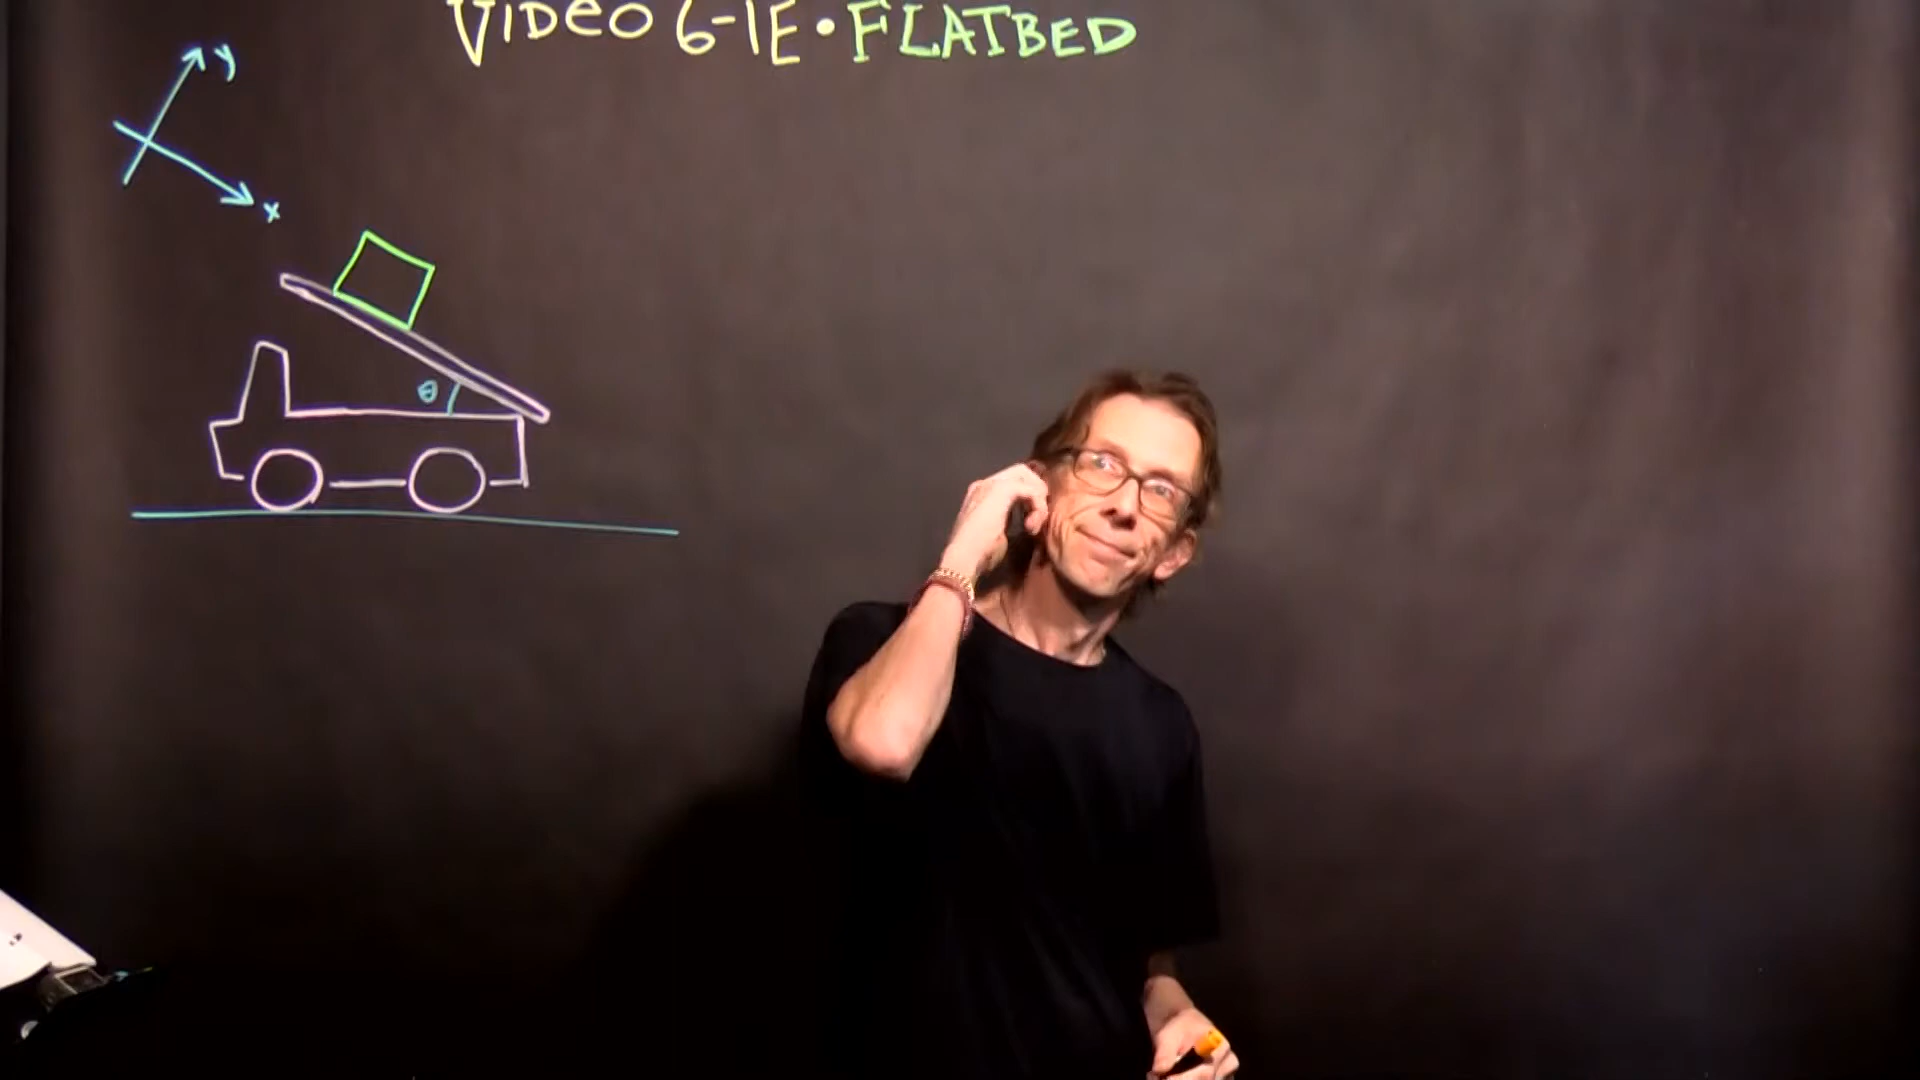 VIDEO 6-1E • FLATBED
y
x
θ